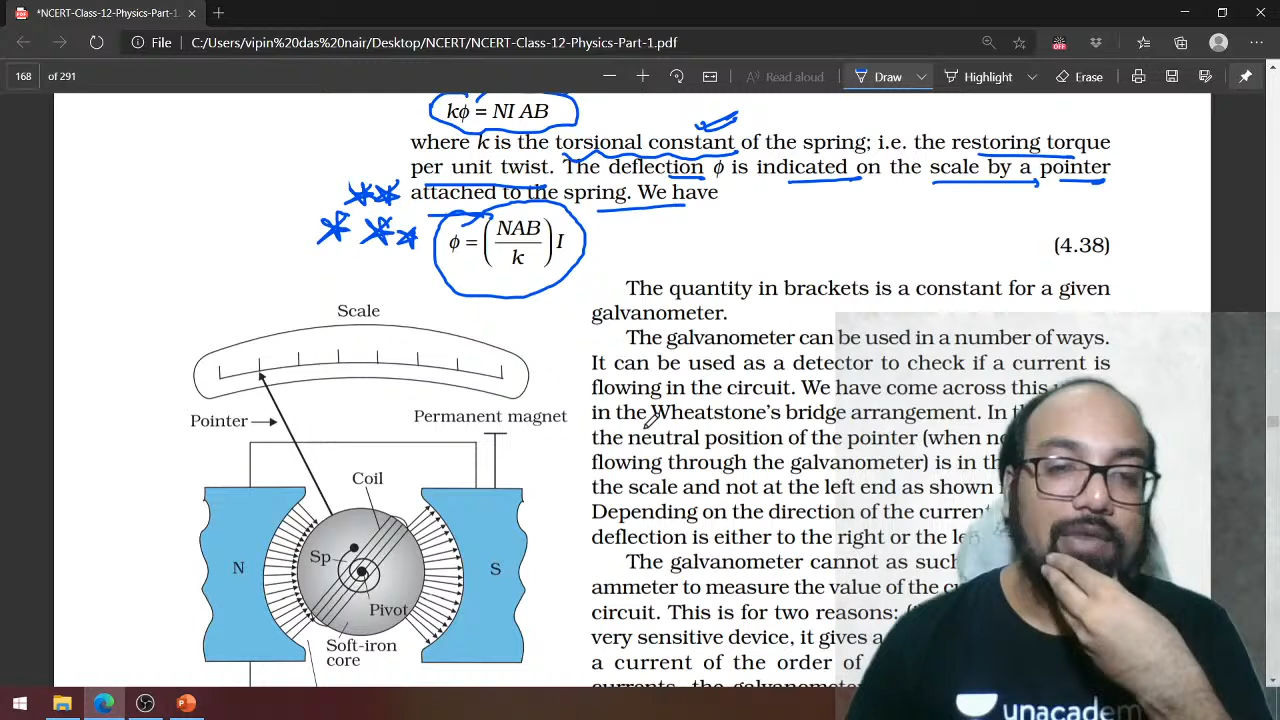 *NCERT-Class-12-Physics-Part-1.
File C:/Users/vipin%20das%20nair/Desktop/NCERT/NCERT-Class-12-Physics-Part-1.pdf
168 of 291
Read aloud Draw Highlight Erase
kϕ = NI AB
where k is the torsional constant of the spring; i.e. the restoring torque
per unit twist. The deflection ϕ is indicated on the scale by a pointer
attached to the spring. We have
ϕ = (NAB/k) I
(4.38)
The quantity in brackets is a constant for a given
galvanometer.
The galvanometer can be used in a number of ways.
It can be used as a detector to check if a current is
flowing in the circuit. We have come across this
in the Wheatstone's bridge arrangement. In
the neutral position of the pointer (when
flowing through the galvanometer) is in
the scale and not at the left end as shown
Depending on the direction of the current
deflection is either to the right or the
The galvanometer cannot as such
ammeter to measure the value of the
circuit. This is for two reasons:
very sensitive device, it gives a
a current of the order of
Scale
Pointer
Permanent magnet
Coil
N
Sp
S
Pivot
Soft-iron
core
OFF
unacadem